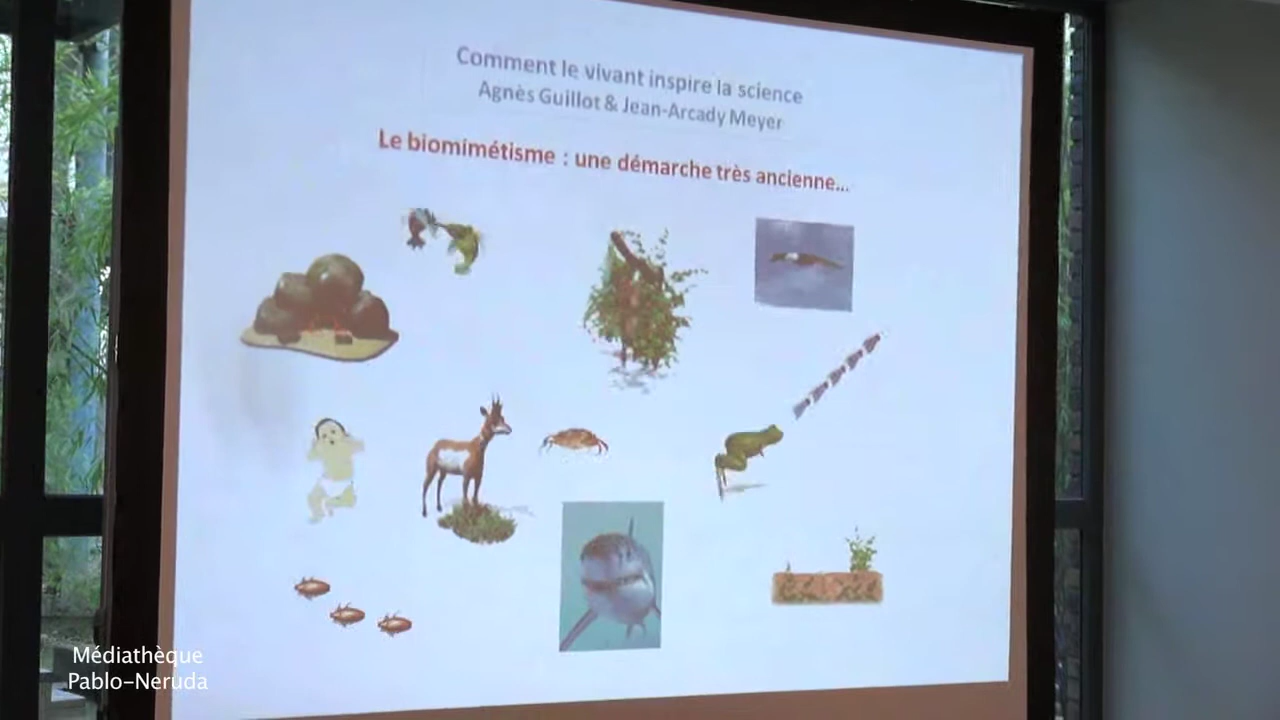 Comment le vivant inspire la science
Agnès Guillot & Jean-Arcady Meyer
Le biomimétisme : une démarche très ancienne...
Médiathèque
Pablo-Neruda